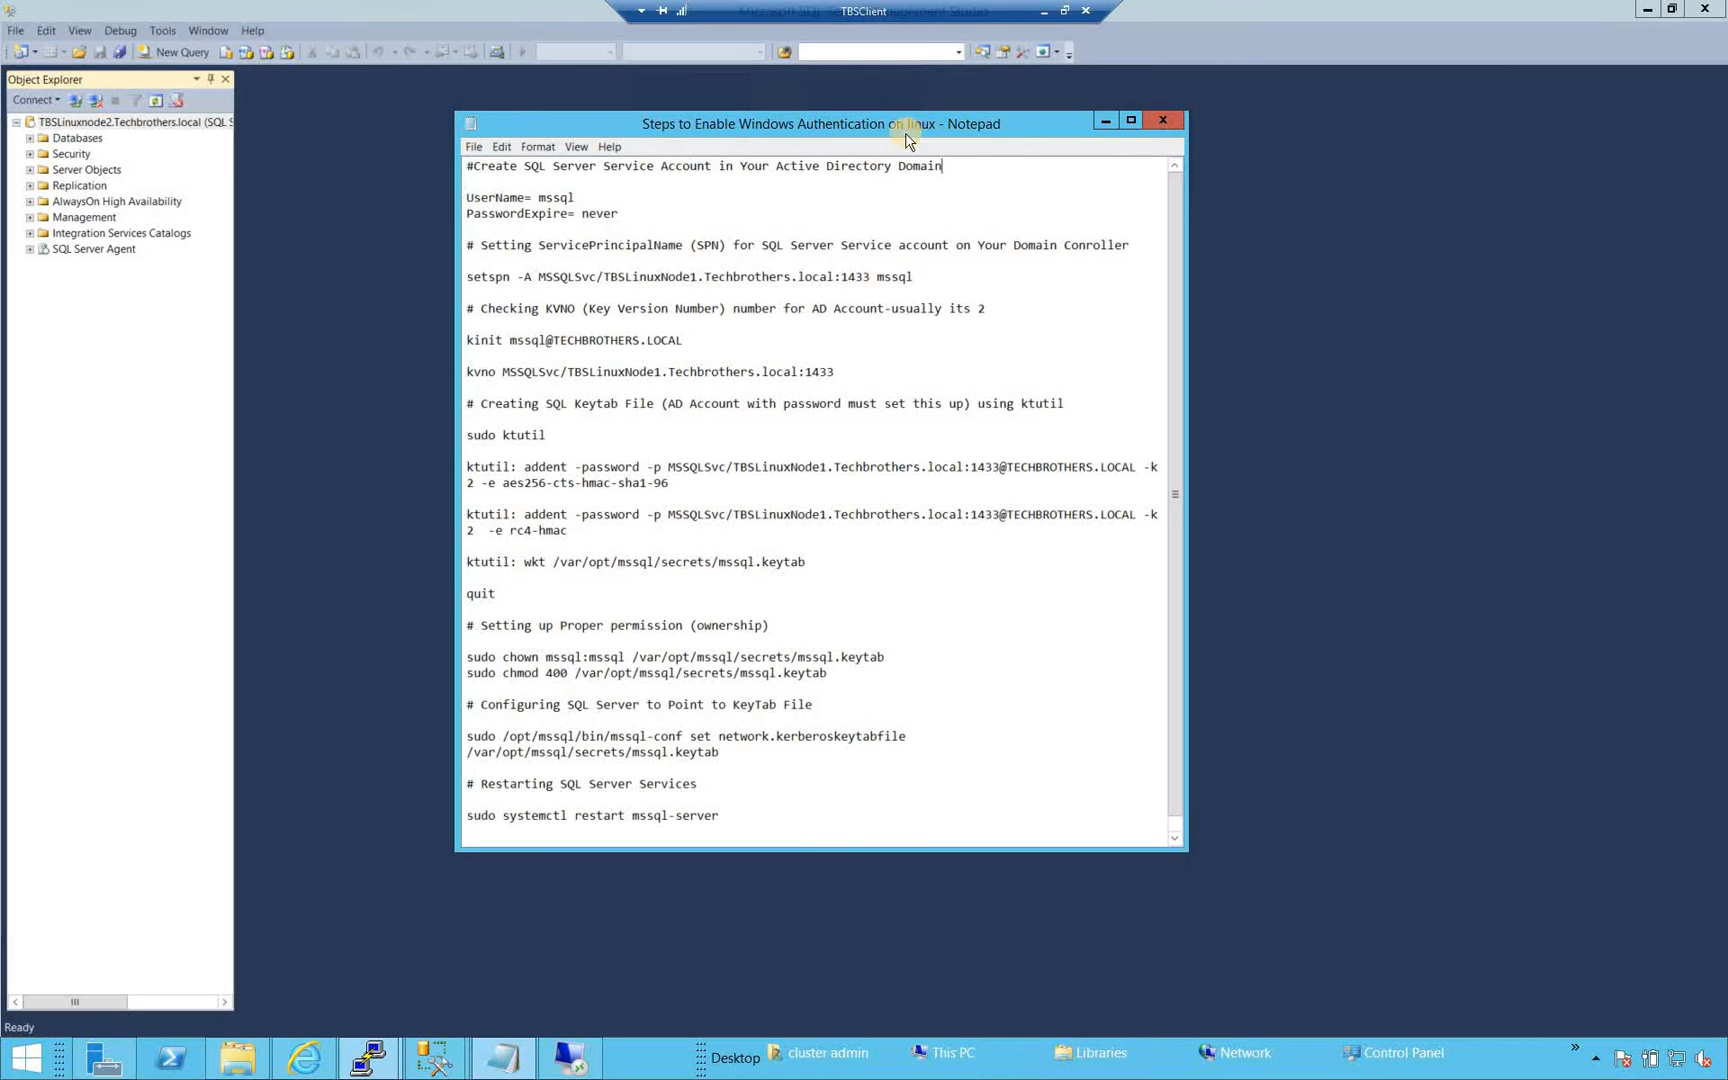 TBSClient
File Edit View Debug Tools Window Help
New Query
Object Explorer
Connect
TBSLinuxnode2.Techbrothers.local (SQL S
Databases
Security
Server Objects
Replication
AlwaysOn High Availability
Management
Integration Services Catalogs
SQL Server Agent
Steps to Enable Windows Authentication on linux - Notepad
File Edit Format View Help
#Create SQL Server Service Account in Your Active Directory Domain
UserName= mssql
PasswordExpire= never
# Setting ServicePrincipalName (SPN) for SQL Server Service account on Your Domain Conroller
setspn -A MSSQLSvc/TBSLinuxNode1.Techbrothers.local:1433 mssql
# Checking KVNO (Key Version Number) number for AD Account-usually its 2
kinit mssql@TECHBROTHERS.LOCAL
kvno MSSQLSvc/TBSLinuxNode1.Techbrothers.local:1433
# Creating SQL Keytab File (AD Account with password must set this up) using ktutil
sudo ktutil
ktutil: addent -password -p MSSQLSvc/TBSLinuxNode1.Techbrothers.local:1433@TECHBROTHERS.LOCAL -k
2 -e aes256-cts-hmac-sha1-96
ktutil: addent -password -p MSSQLSvc/TBSLinuxNode1.Techbrothers.local:1433@TECHBROTHERS.LOCAL -k
2  -e rc4-hmac
ktutil: wkt /var/opt/mssql/secrets/mssql.keytab
quit
# Setting up Proper permission (ownership)
sudo chown mssql:mssql /var/opt/mssql/secrets/mssql.keytab
sudo chmod 400 /var/opt/mssql/secrets/mssql.keytab
# Configuring SQL Server to Point to KeyTab File
sudo /opt/mssql/bin/mssql-conf set network.kerberoskeytabfile
/var/opt/mssql/secrets/mssql.keytab
# Restarting SQL Server Services
sudo systemctl restart mssql-server
Ready
Desktop cluster admin This PC Libraries Network Control Panel